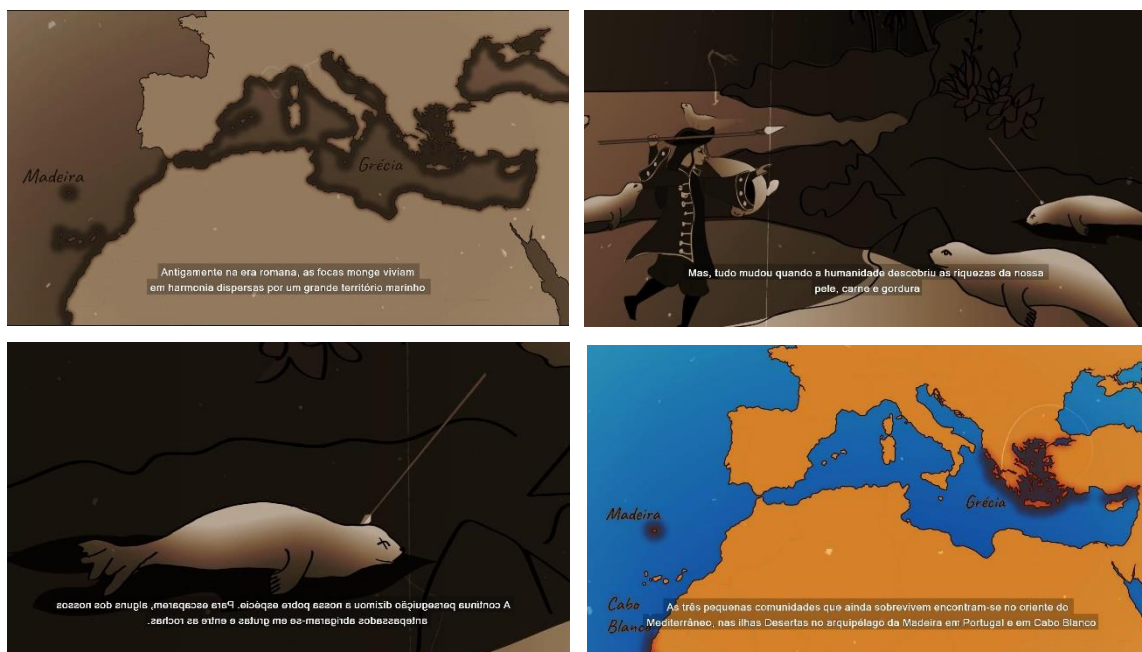 Madeira
Grécia
Antigamente na era romana, as focas monge viviam
em harmonia dispersas por um grande território marinho
Mas, tudo mudou quando a humanidade descobriu as riquezas da nossa
pele, carne e gordura
A contínua perseguição dizimou a nossa pobre espécie. Para escaparem, alguns dos nossos
antepassados abrigaram-se em grutas e entre as rochas.
Grécia
Madeira
Cabo
Blanco
As três pequenas comunidades que ainda sobrevivem encontram-se no oriente do
Mediterrâneo, nas ilhas Desertas no arquipélago da Madeira em Portugal e em Cabo Blanco